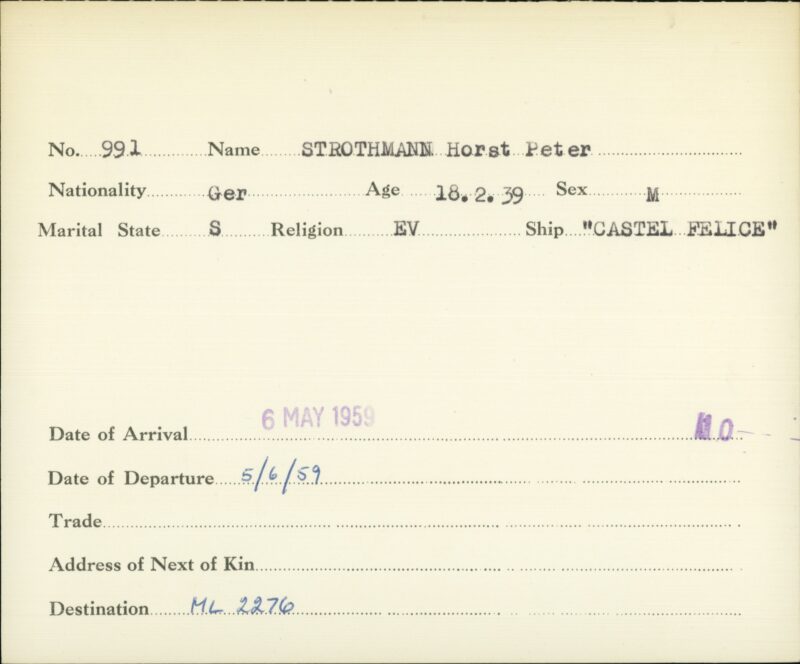 No. 991 Name STROTHMANN Horst Peter
Nationality Ger Age 18.2.39 Sex M
Marital State S Religion EV Ship "CASTEL FELICE"
6 MAY 1959
Date of Arrival 10
Date of Departure 5/6/59
Trade
Address of Next of Kin
Destination ML 2276